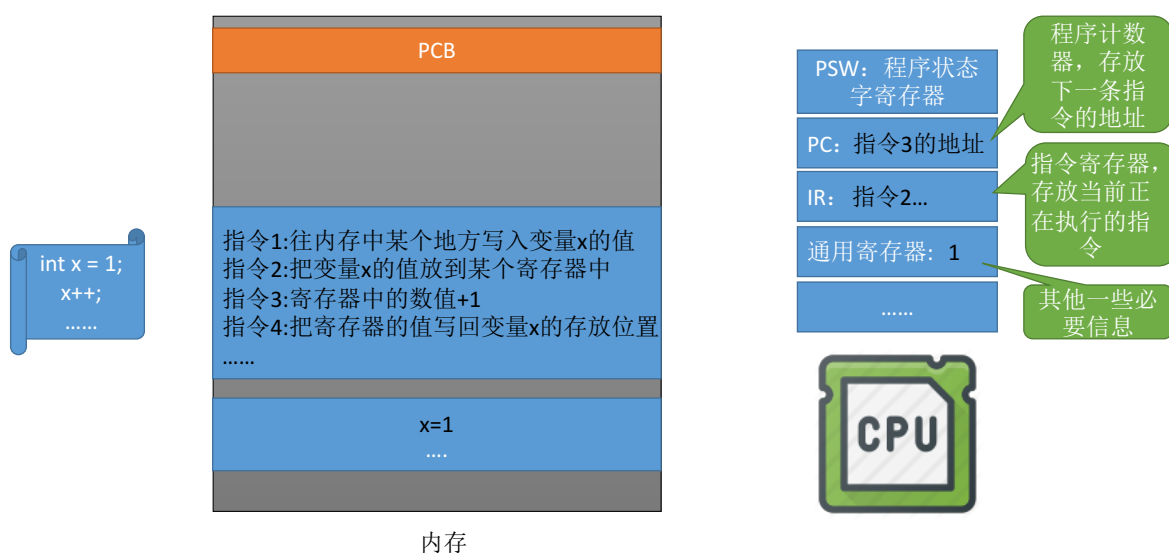 int x = 1;
x++;
……
PCB
指令1:往内存中某个地方写入变量x的值
指令2:把变量x的值放到某个寄存器中
指令3:寄存器中的数值+1
指令4:把寄存器的值写回变量x的存放位置
……
x=1
….
内存
PSW：程序状态
字寄存器
PC：指令3的地址
IR：指令2…
通用寄存器：1
……
程序计数
器，存放
下一条指
令的地址
指令寄存器，
存放当前正
在执行的指
令
其他一些必
要信息
CPU